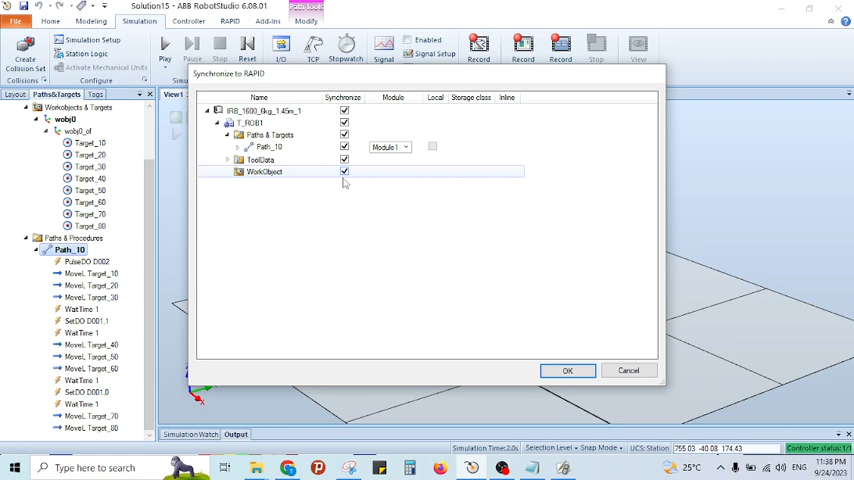 Solution15 - ABB RobotStudio 6.08.01
Path Tools
File Home Modeling Simulation Controller RAPID Add-Ins Modify
Create Collision Set
Collisions
Simulation Setup
Station Logic
Activate Mechanical Units
Configure
Play
Pause
Stop
Reset
I/O
TCP
Stopwatch
Signal
Enabled
Signal Setup
Record
Record
Record
Stop
View
Layout Paths&Targets Tags
View1
Workobjects & Targets
wobj0
wobj0_of
Target_10
Target_20
Target_30
Target_40
Target_50
Target_60
Target_70
Target_80
Paths & Procedures
Path_10
PulseDO D002
MoveL Target_10
MoveL Target_20
MoveL Target_30
WaitTime 1
SetDO D001,1
WaitTime 1
MoveL Target_40
MoveL Target_50
MoveL Target_60
WaitTime 1
SetDO D001,0
WaitTime 1
MoveL Target_70
MoveL Target_80
Synchronize to RAPID
Name Synchronize Module Local Storage class Inline
IRB_1600_6kg_1.45m_1
T_ROB1
Paths & Targets
Path_10 Module1
ToolData
WorkObject
OK Cancel
Simulation Watch Output
Simulation Time: 2.0s Selection Level Snap Mode UCS: Station 755.03 -40.08 174.43 Controller status: 1/1
Type here to search
25°C
ENG
11:38 PM
9/24/2023